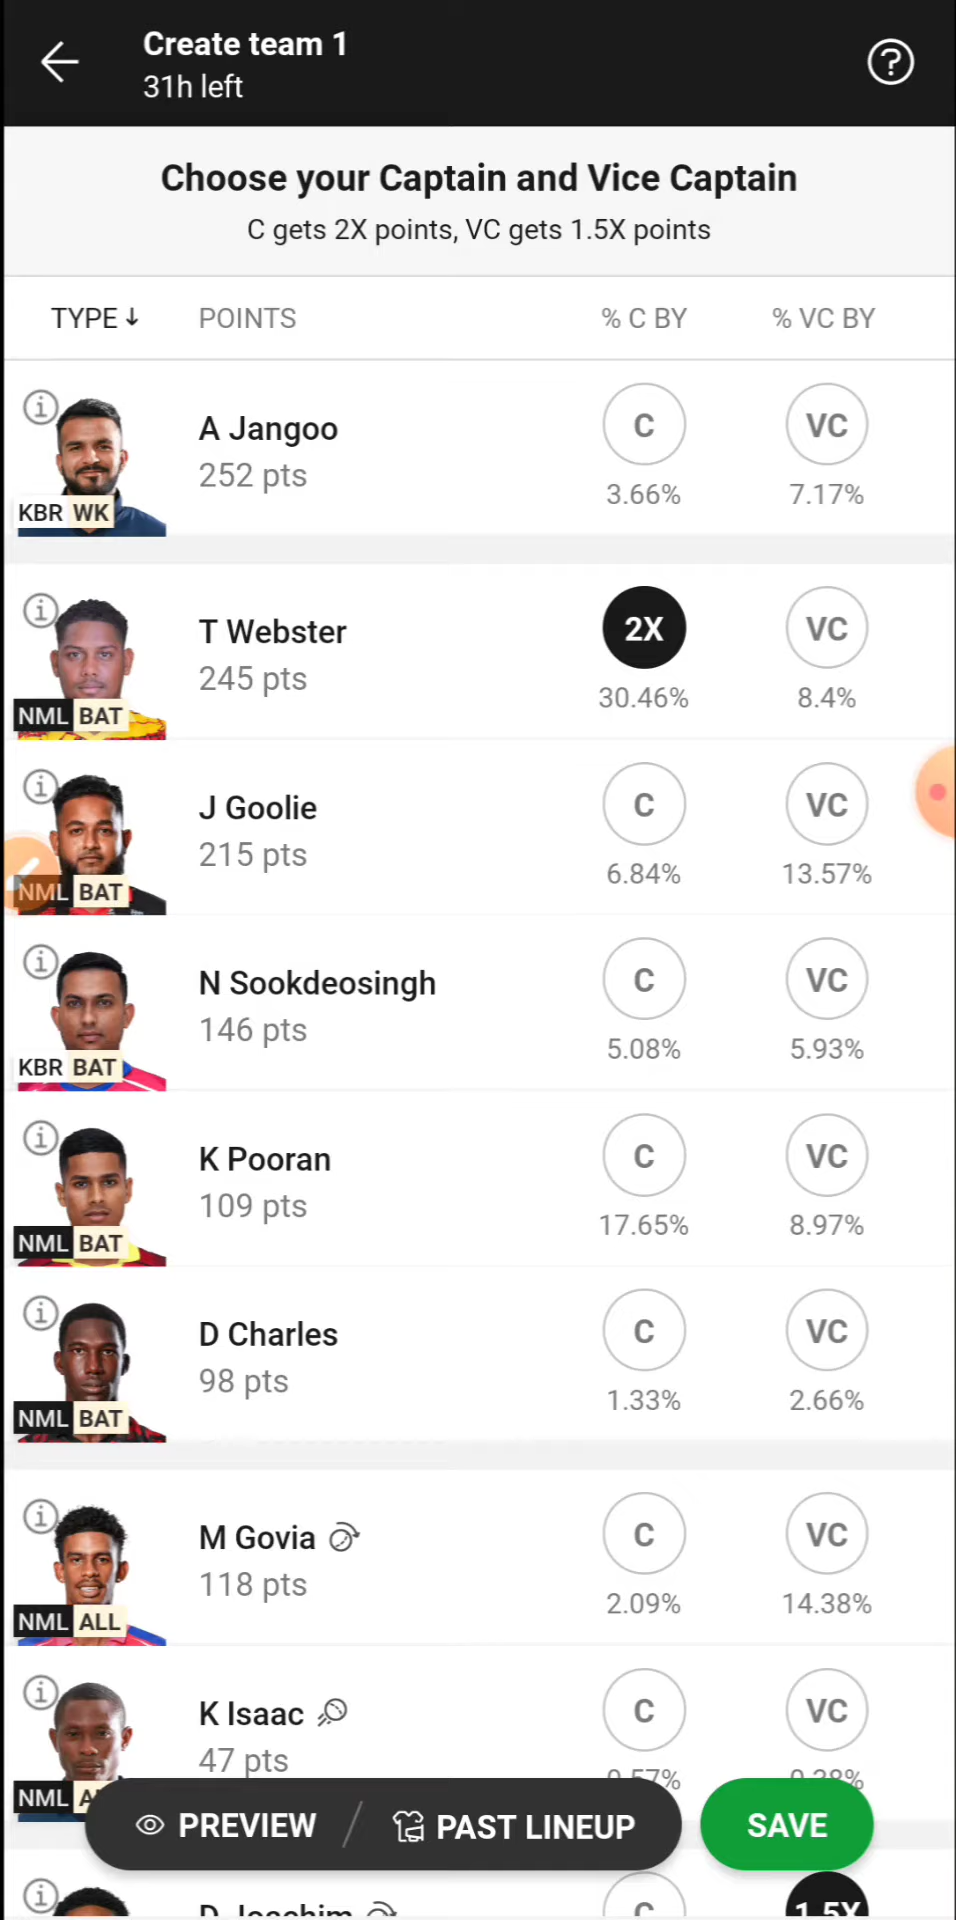 Create team 1
31h left
Choose your Captain and Vice Captain
C gets 2X points, VC gets 1.5X points
TYPE↓ POINTS % C BY % VC BY
A Jangoo
252 pts
KBR WK
C VC
3.66% 7.17%
T Webster
245 pts
NML BAT
2X VC
30.46% 8.4%
J Goolie
215 pts
NML BAT
C VC
6.84% 13.57%
N Sookdeosingh
146 pts
KBR BAT
C VC
5.08% 5.93%
K Pooran
109 pts
NML BAT
C VC
17.65% 8.97%
D Charles
98 pts
NML BAT
C VC
1.33% 2.66%
M Govia
118 pts
NML ALL
C VC
2.09% 14.38%
K Isaac
47 pts
NML
C VC
PREVIEW / PAST LINEUP SAVE
D Joachim C 1.5X